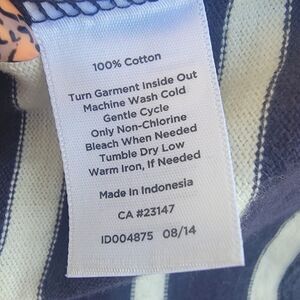 100% Cotton
Turn Garment Inside Out
Machine Wash Cold
Gentle Cycle
Only Non-Chlorine
Bleach When Needed
Tumble Dry Low
Warm Iron, If Needed
Made In Indonesia
CA #23147
ID004875 08/14